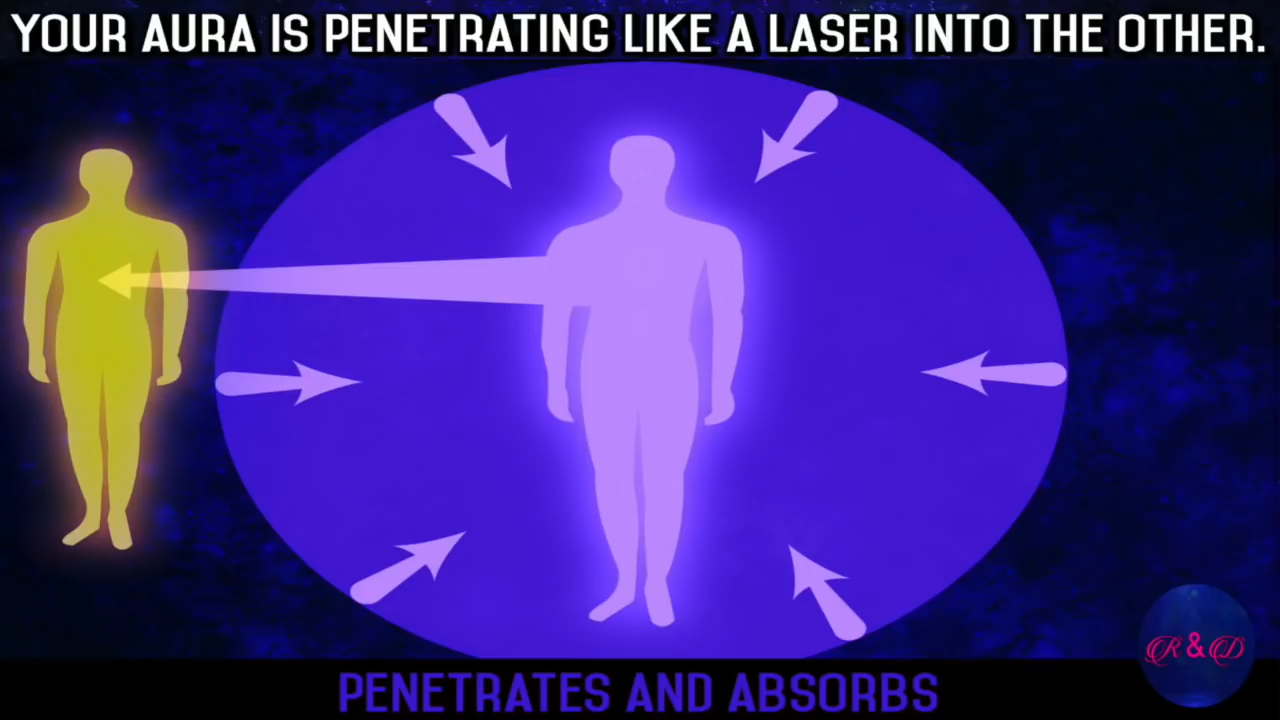 YOUR AURA IS PENETRATING LIKE A LASER INTO THE OTHER.
R & D
PENETRATES AND ABSORBS